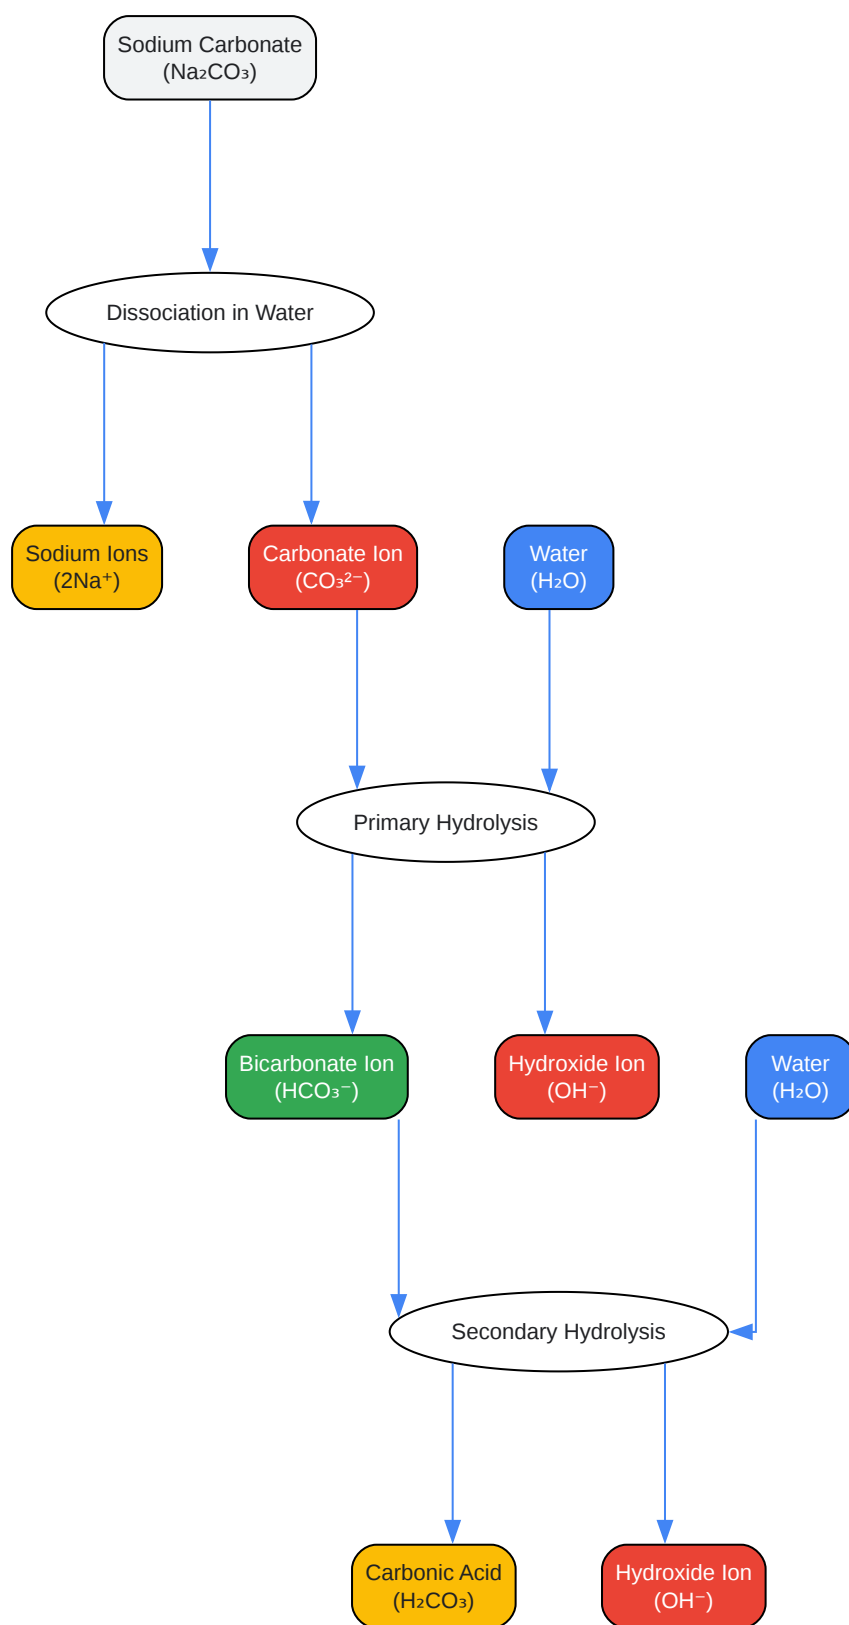 Sodium Carbonate
(Na₂CO₃)
Dissociation in Water
Sodium Ions
(2Na⁺)
Carbonate Ion
(CO₃²⁻)
Water
(H₂O)
Primary Hydrolysis
Bicarbonate Ion
(HCO₃⁻)
Hydroxide Ion
(OH⁻)
Water
(H₂O)
Secondary Hydrolysis
Carbonic Acid
(H₂CO₃)
Hydroxide Ion
(OH⁻)